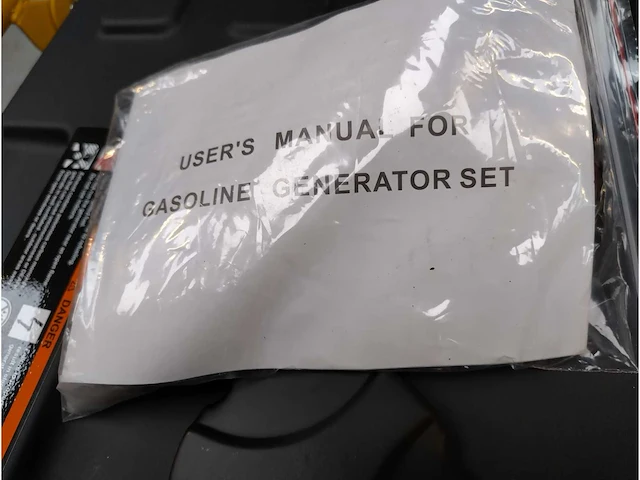 USER'S MANUAL FOR
GASOLINE GENERATOR SET
DANGER